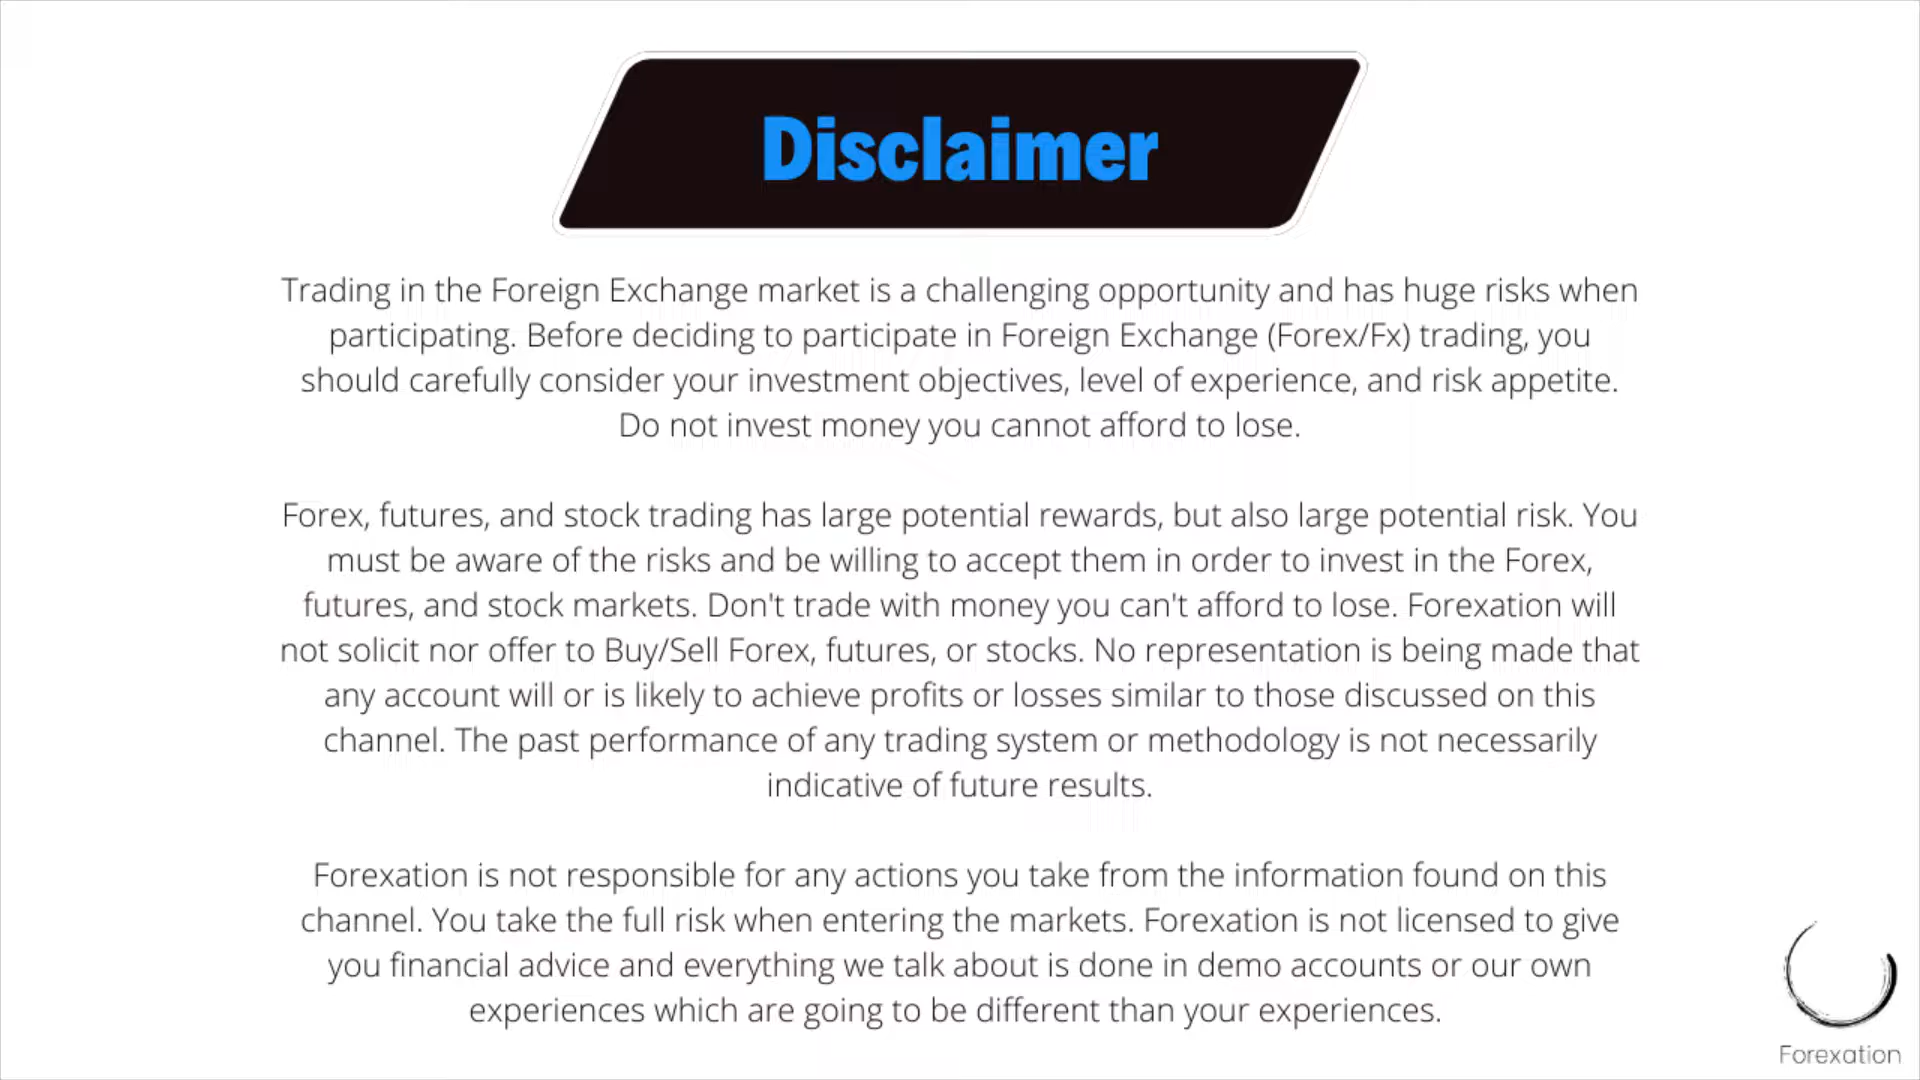 Disclaimer
Trading in the Foreign Exchange market is a challenging opportunity and has huge risks when
participating. Before deciding to participate in Foreign Exchange (Forex/Fx) trading, you
should carefully consider your investment objectives, level of experience, and risk appetite.
Do not invest money you cannot afford to lose.
Forex, futures, and stock trading has large potential rewards, but also large potential risk. You
must be aware of the risks and be willing to accept them in order to invest in the Forex,
futures, and stock markets. Don't trade with money you can't afford to lose. Forexation will
not solicit nor offer to Buy/Sell Forex, futures, or stocks. No representation is being made that
any account will or is likely to achieve profits or losses similar to those discussed on this
channel. The past performance of any trading system or methodology is not necessarily
indicative of future results.
Forexation is not responsible for any actions you take from the information found on this
channel. You take the full risk when entering the markets. Forexation is not licensed to give
you financial advice and everything we talk about is done in demo accounts or our own
experiences which are going to be different than your experiences.
Forexation